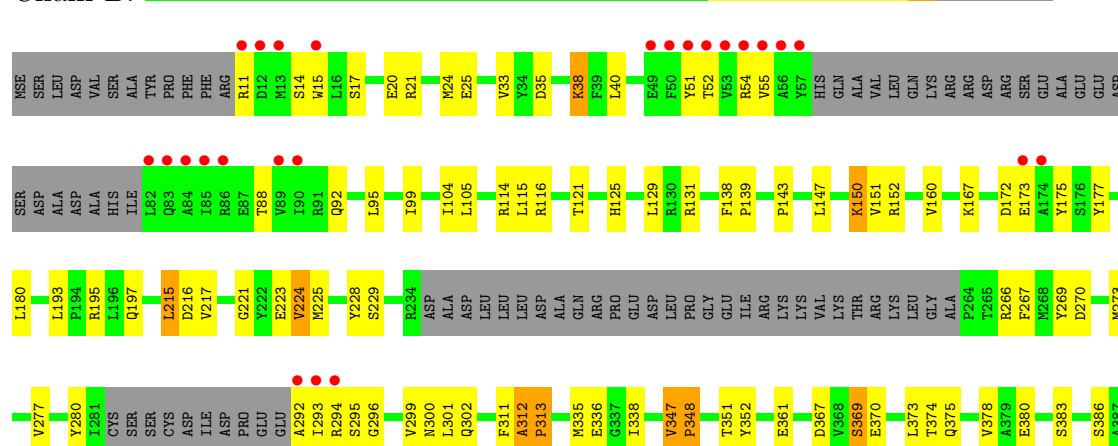 MSE SER LEU ASP VAL SER ALA TYR PRO PHE PHE ARG R11 D12 M13 S14 W15 L16 S17 E20 R21 M24 E25 V33 Y34 D35 K38 F39 L40 E49 F50 Y51 T52 V53 R54 V55 A56 Y57 HIS GLN ALA VAL LEU GLN LYS ARG ARG ASP ARG SER GLU ALA GLU GLU ASP
SER ASP ALA ASP ALA HIS ILE L82 Q83 A84 I85 R86 E87 T88 V89 I90 R91 Q92 L95 I99 I104 L105 R114 L115 R116 T121 H125 L129 R130 R131 F138 P139 P143 L147 K150 V151 R152 V160 K167 D172 E173 A174 Y175 S176 Y177
L180 L193 P194 R195 L196 Q197 L215 D216 V217 G221 Y222 E223 V224 M225 Y228 S229 R234 ASP ALA ASP LEU LEU LEU ASP ALA GLN ARG PRO GLU ASP LEU PRO GLY GLU ILE ARG LYS LYS VAL LYS THR ARG LYS LEU GLY ALA P264 T265 R266 F267 M268 Y269 D270 M273
V277 Y280 I281 CYS SER SER CYS ASP ILE ASP PRO GLU GLU A292 I293 R294 S295 G296 V299 N300 L301 Q302 F311 A312 P313 M335 E336 G337 I338 V347 P348 T351 Y352 E361 D367 V368 S369 E370 L373 T374 Q375 V378 A379 E380 S383 S386